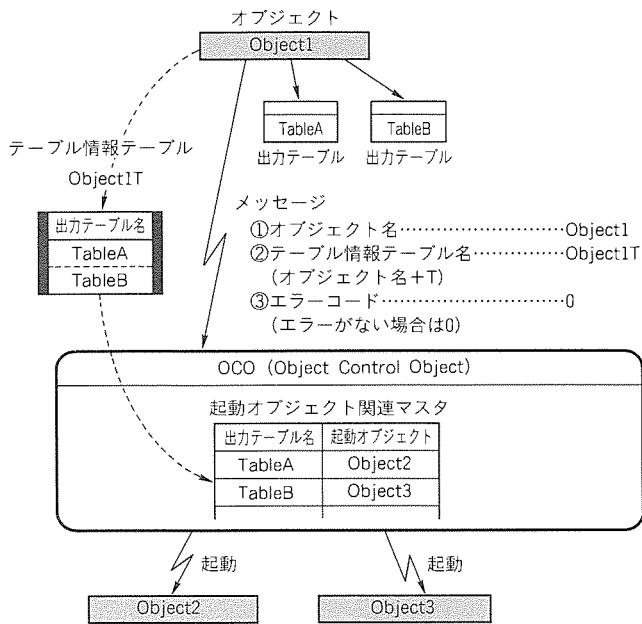 オブジェクト
Object1
TableA
TableB
出力テーブル
出力テーブル
テーブル情報テーブル
Object1T
出力テーブル名
TableA
TableB
メッセージ
①オブジェクト名……………………Object1
②テーブル情報テーブル名…………Object1T
(オブジェクト名+T)
③エラーコード………………………0
(エラーがない場合は0)
OCO (Object Control Object)
起動オブジェクト関連マスタ
出力テーブル名 起動オブジェクト
TableA Object2
TableB Object3
起動
起動
Object2
Object3